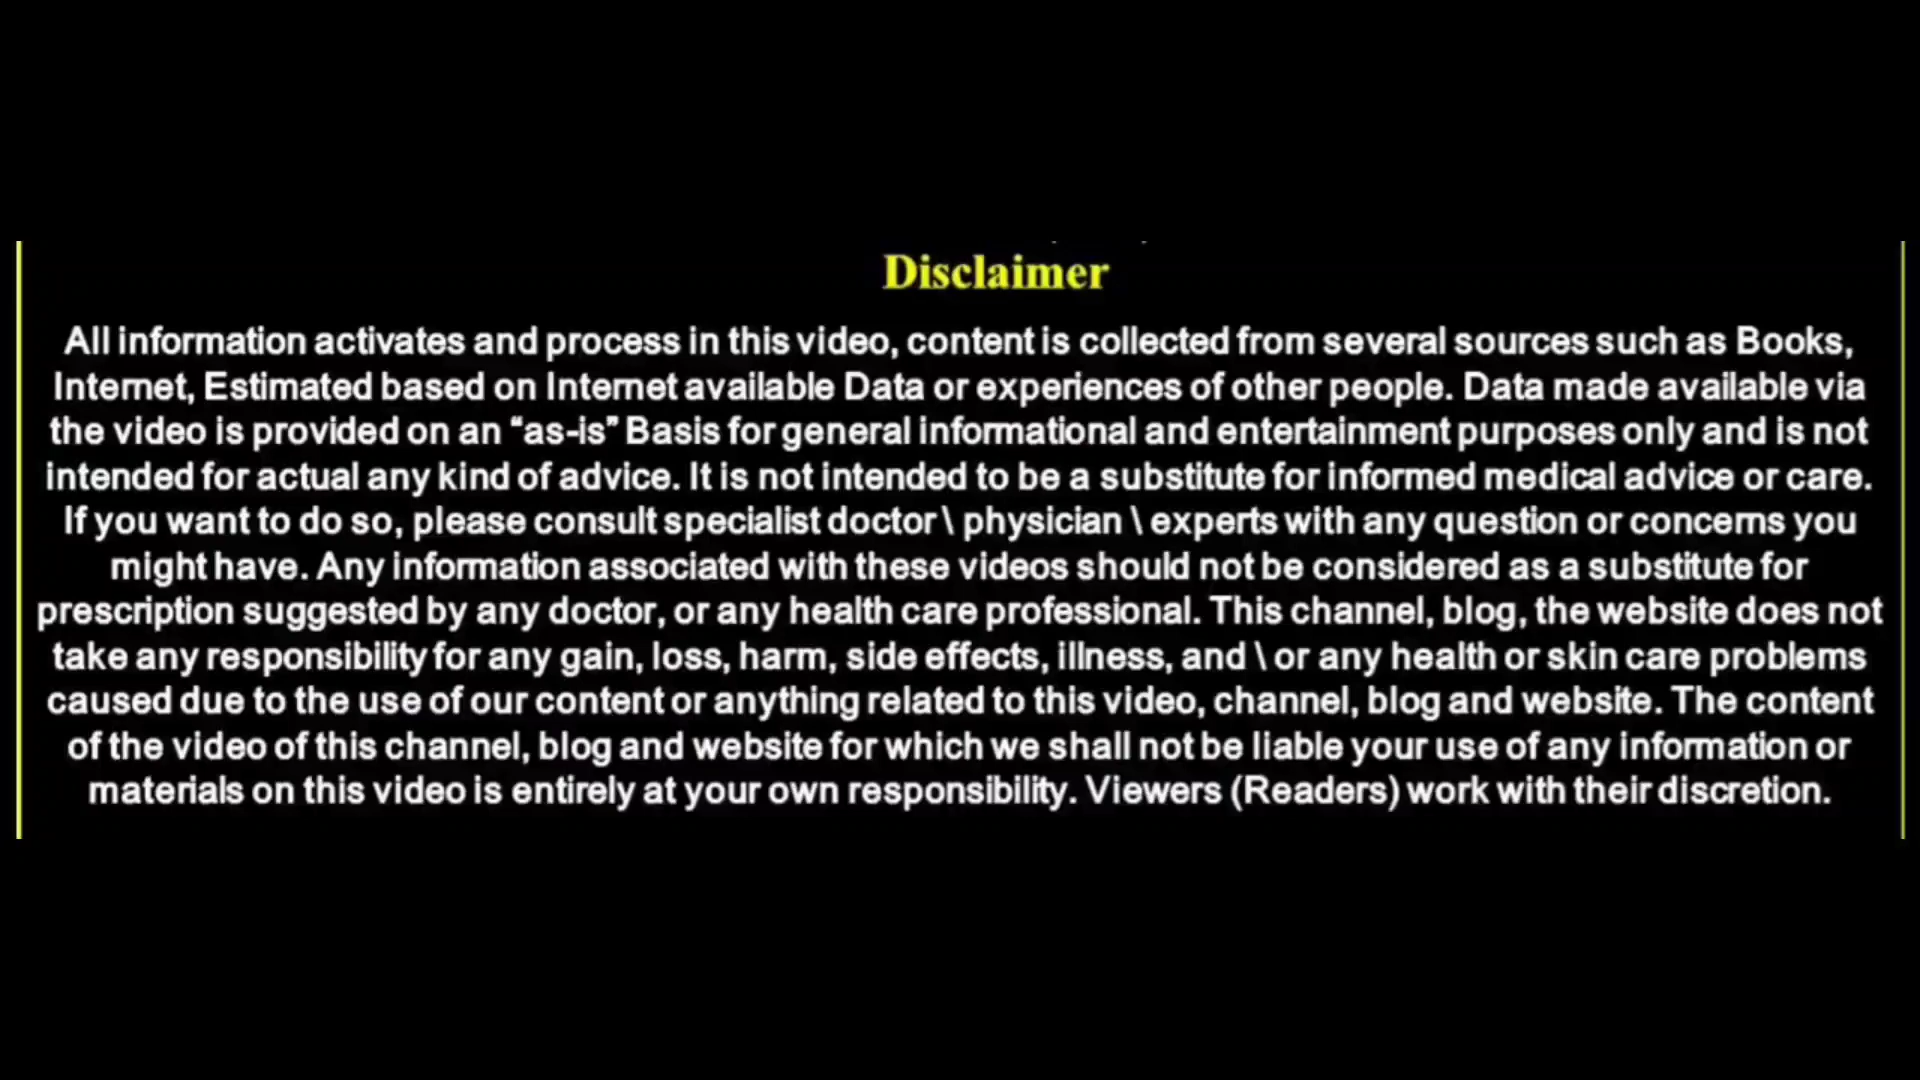 Disclaimer
All information activates and process in this video, content is collected from several sources such as Books,
Internet, Estimated based on Internet available Data or experiences of other people. Data made available via
the video is provided on an “as-is” Basis for general informational and entertainment purposes only and is not
intended for actual any kind of advice. It is not intended to be a substitute for informed medical advice or care.
If you want to do so, please consult specialist doctor \ physician \ experts with any question or concerns you
might have. Any information associated with these videos should not be considered as a substitute for
prescription suggested by any doctor, or any health care professional. This channel, blog, the website does not
take any responsibility for any gain, loss, harm, side effects, illness, and \ or any health or skin care problems
caused due to the use of our content or anything related to this video, channel, blog and website. The content
of the video of this channel, blog and website for which we shall not be liable your use of any information or
materials on this video is entirely at your own responsibility. Viewers (Readers) work with their discretion.